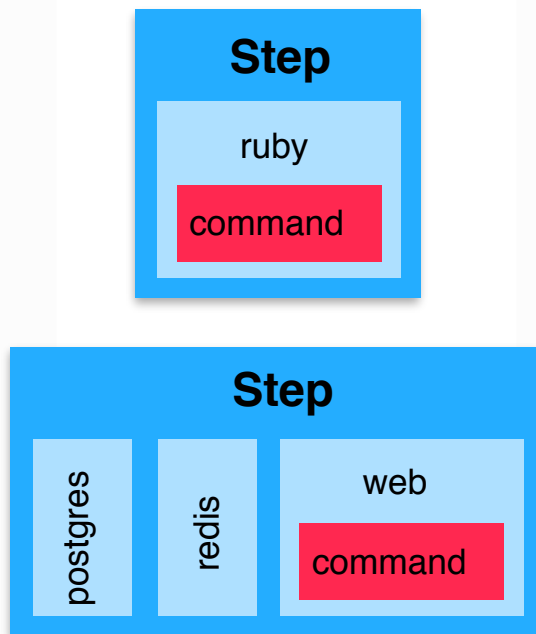 Step
ruby
command
Step
postgres
redis
web
command